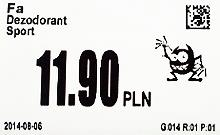 Fa
Dezodorant
Sport
11.90 PLN
2014-08-06 G.014 R.01 P.01